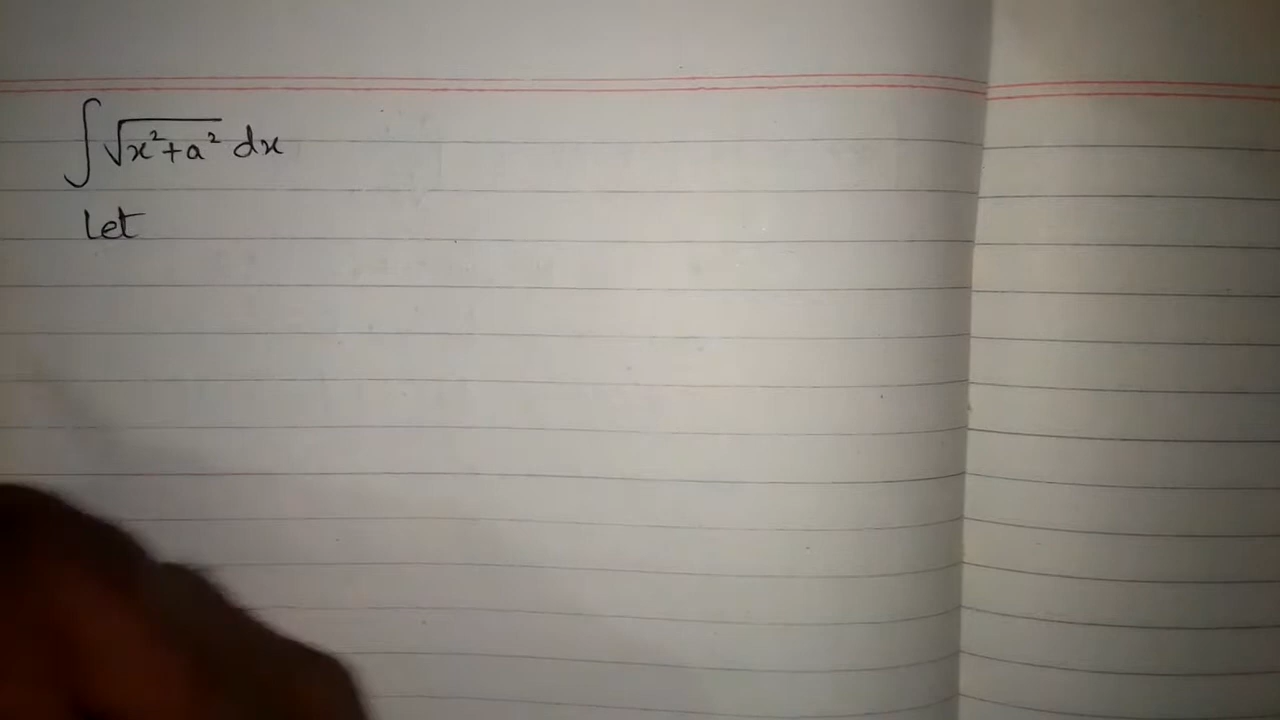 ∫√x²+a² dx
Let